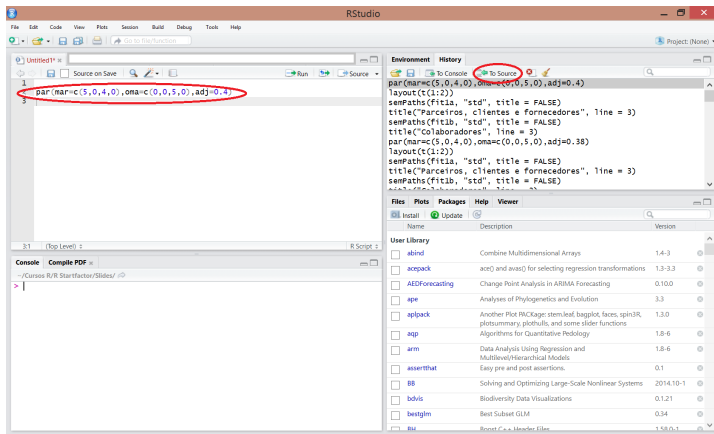 RStudio
File Edit Code View Plots Session Build Debug Tools Help
Go to file/function
Project: (None)
Untitled1*
Source on Save
Run
Source
1
par(mar=c(5,0,4,0),oma=c(0,0,5,0),adj=0.4)
3
3:1 (Top Level) R Script
Console Compile PDF
~/Cursos R/R Startfactor/Slides/
>
Environment History
To Console To Source
par(mar=c(5,0,4,0),oma=c(0,0,5,0),adj=0.4)
layout(t(1:2))
semPaths(fit1a, "std", title = FALSE)
title("Parceiros, clientes e fornecedores", line = 3)
semPaths(fit1b, "std", title = FALSE)
title("Colaboradores", line = 3)
par(mar=c(5,0,4,0),oma=c(0,0,5,0),adj=0.38)
layout(t(1:2))
semPaths(fit1b, "std", title = FALSE)
title("Parceiros, clientes e fornecedores", line = 3)
semPaths(fit1b, "std", title = FALSE)
Files Plots Packages Help Viewer
Install Update
Name Description Version
User Library
abind Combine Multidimensional Arrays 1.4-3
acepack ace() and avas() for selecting regression transformations 1.3-3.3
AEDForecasting Change Point Analysis in ARIMA Forecasting 0.10.0
ape Analyses of Phylogenetics and Evolution 3.3
aplpack Another Plot PACKage: stem.leaf, bagplot, faces, spin3R, 1.3.0
plotsummary, plothulls, and some slider functions
aqp Algorithms for Quantitative Pedology 1.8-6
arm Data Analysis Using Regression and 1.8-6
Multilevel/Hierarchical Models
assertthat Easy pre and post assertions. 0.1
BB Solving and Optimizing Large-Scale Nonlinear Systems 2014.10-1
bdvis Biodiversity Data Visualizations 0.1.21
bestglm Best Subset GLM 0.34
BH Boost C++ Header Files 1.58.0-1